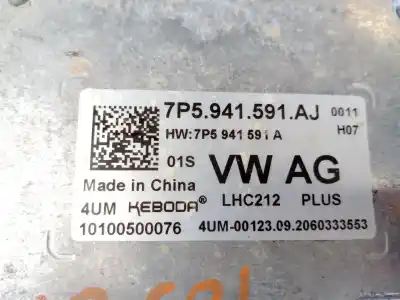 7P5.941.591.AJ 0011
HW:7P5 941 591 A H07
01S VW AG
Made in China
4UM KEBODA® LHC212 PLUS
10100500076 4UM-00123.09.2060333553